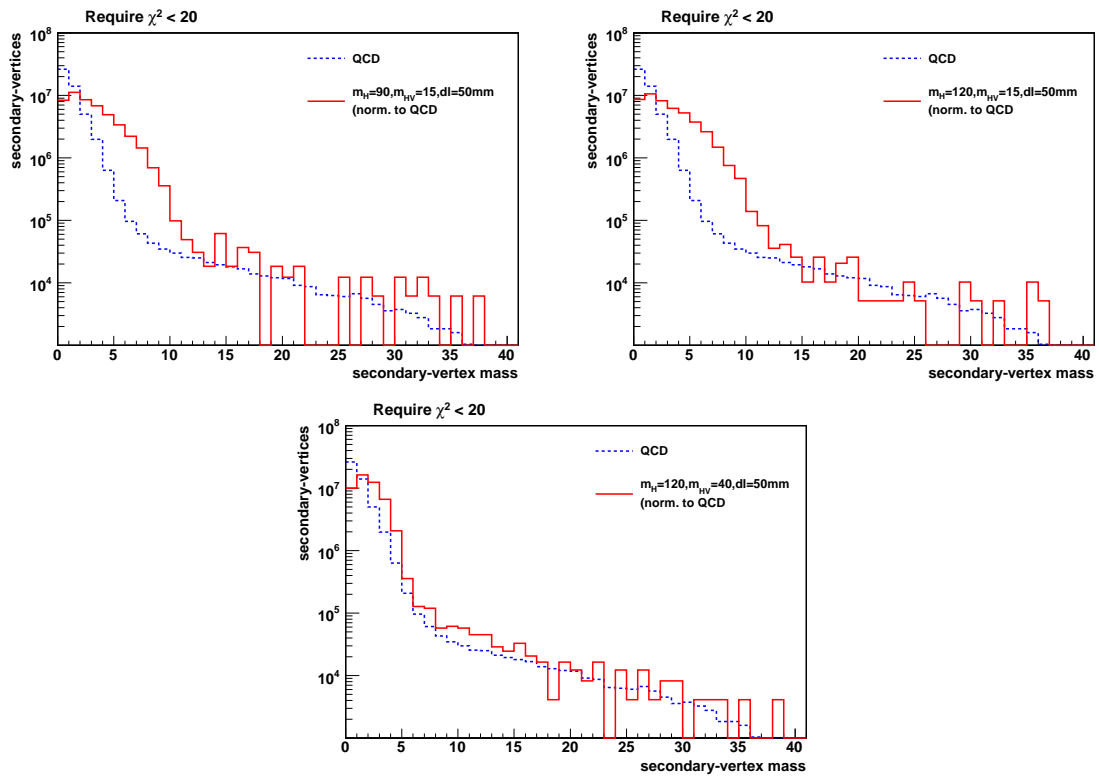 Require χ² < 20
secondary-vertices
10⁸
10⁷
10⁶
10⁵
10⁴
QCD
m_H=90,m_HV=15,dl=50mm
(norm. to QCD
0 5 10 15 20 25 30 35 40
secondary-vertex mass
Require χ² < 20
secondary-vertices
10⁸
10⁷
10⁶
10⁵
10⁴
QCD
m_H=120,m_HV=15,dl=50mm
(norm. to QCD
0 5 10 15 20 25 30 35 40
secondary-vertex mass
Require χ² < 20
secondary-vertices
10⁸
10⁷
10⁶
10⁵
10⁴
QCD
m_H=120,m_HV=40,dl=50mm
(norm. to QCD
0 5 10 15 20 25 30 35 40
secondary-vertex mass